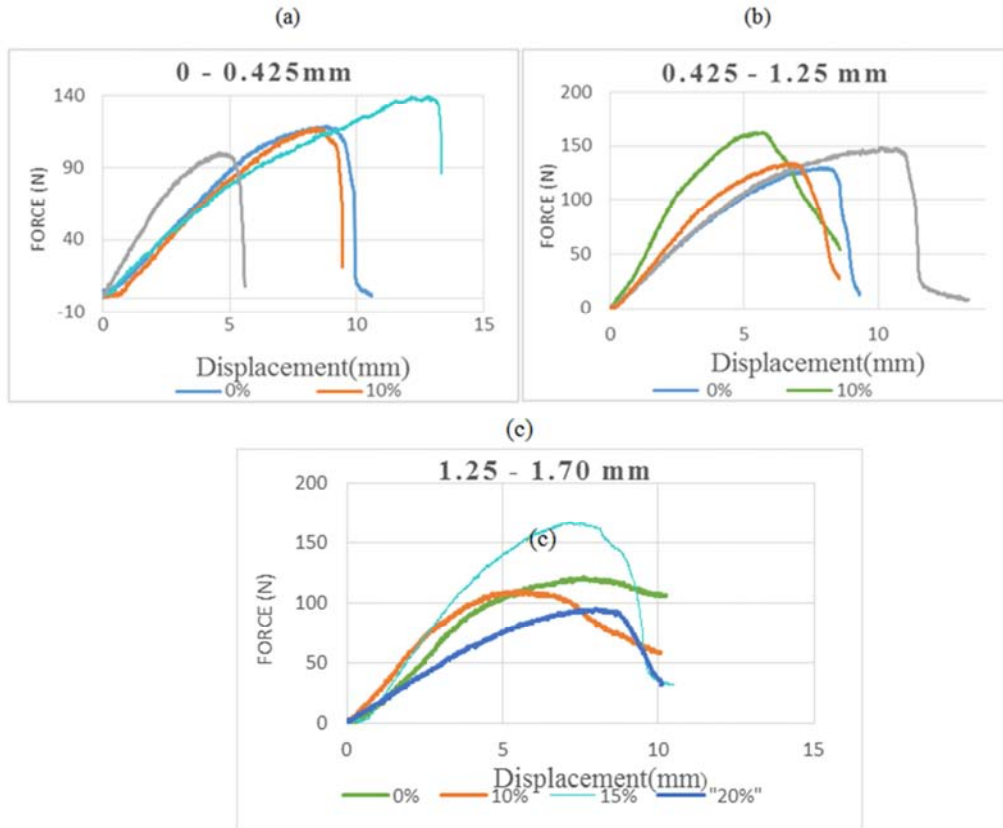 (a)
(b)
0 - 0.425mm
140
90
40
-10
FORCE (N)
0 5 10 15
Displacement(mm)
0% 10%
0.425 - 1.25 mm
200
150
100
50
0
FORCE (N)
0 5 10
Displacement(mm)
0% 10%
(c)
1.25 - 1.70 mm
200
150
100
50
0
FORCE (N)
(c)
0 5 10 15
Displacement(mm)
0% 10% 15% "20%"